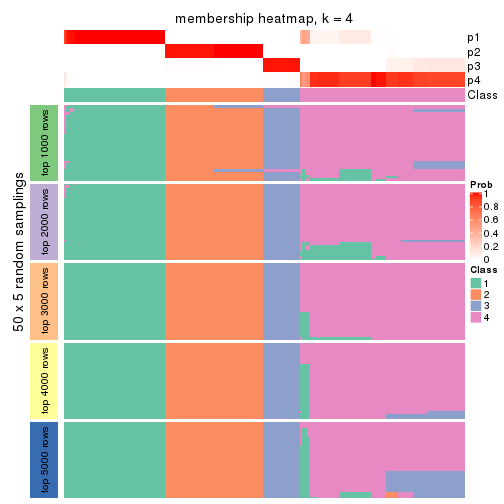 membership heatmap, k = 4
p1
p2
p3
p4
Class
50 x 5 random samplings
top 1000 rows
top 2000 rows
top 3000 rows
top 4000 rows
top 5000 rows
Prob
1
0.8
0.6
0.4
0.2
0
Class
1
2
3
4